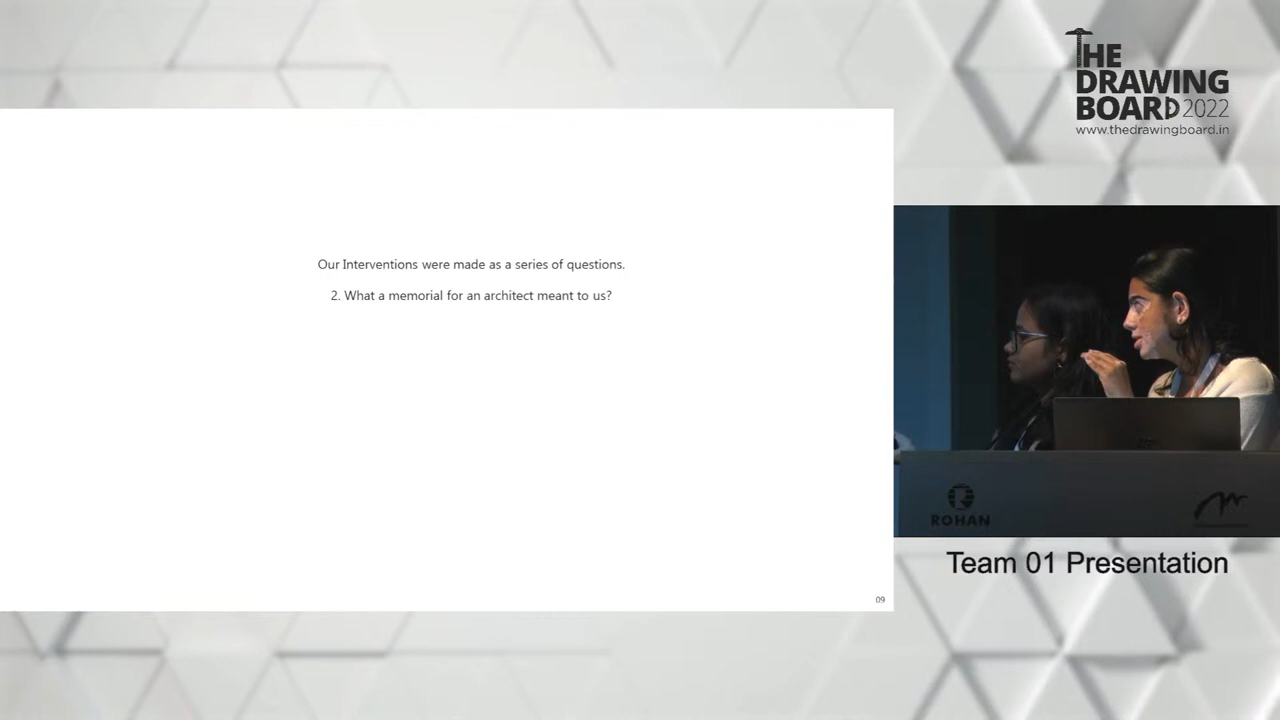 THE
DRAWING
BOARD 2022
www.thedrawingboard.in
Our Interventions were made as a series of questions.
2. What a memorial for an architect meant to us?
09
ROHAN
Team 01 Presentation